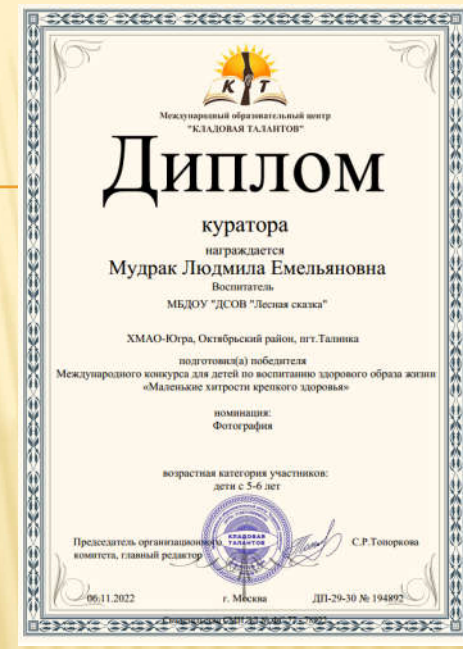 К Т
Международный образовательный центр
"КЛАДОВАЯ ТАЛАНТОВ"
Диплом
куратора
награждается
Мудрак Людмила Емельяновна
Воспитатель
МБДОУ "ДСОВ "Лесная сказка"
ХМАО-Югра, Октябрьский район, пгт.Талинка
подготовил(а) победителя
Международного конкурса для детей по воспитанию здорового образа жизни
«Маленькие хитрости крепкого здоровья»
номинация:
Фотография
возрастная категория участников:
дети с 5-6 лет
КЛАДОВАЯ
ТАЛАНТОВ
Председатель организационного С.Р.Топоркова
комитета, главный редактор
06.11.2022 г. Москва ДП-29-30 № 194892